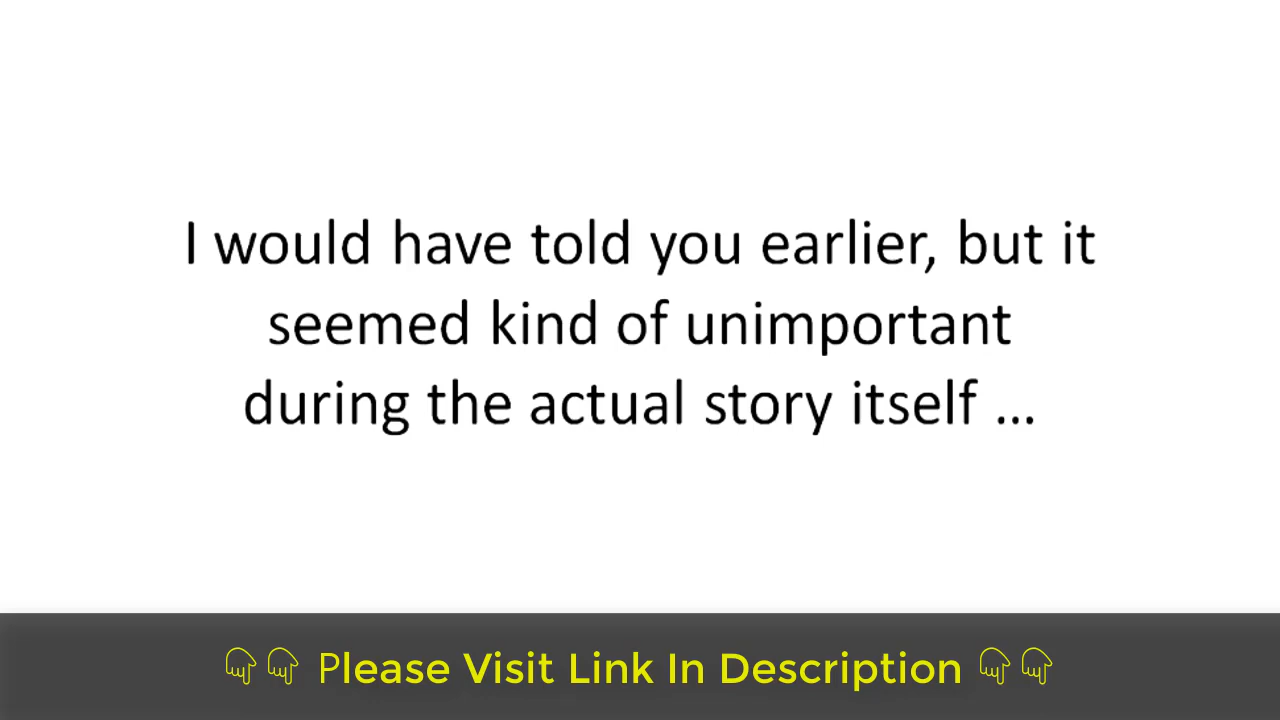 I would have told you earlier, but it
seemed kind of unimportant
during the actual story itself ...
Please Visit Link In Description